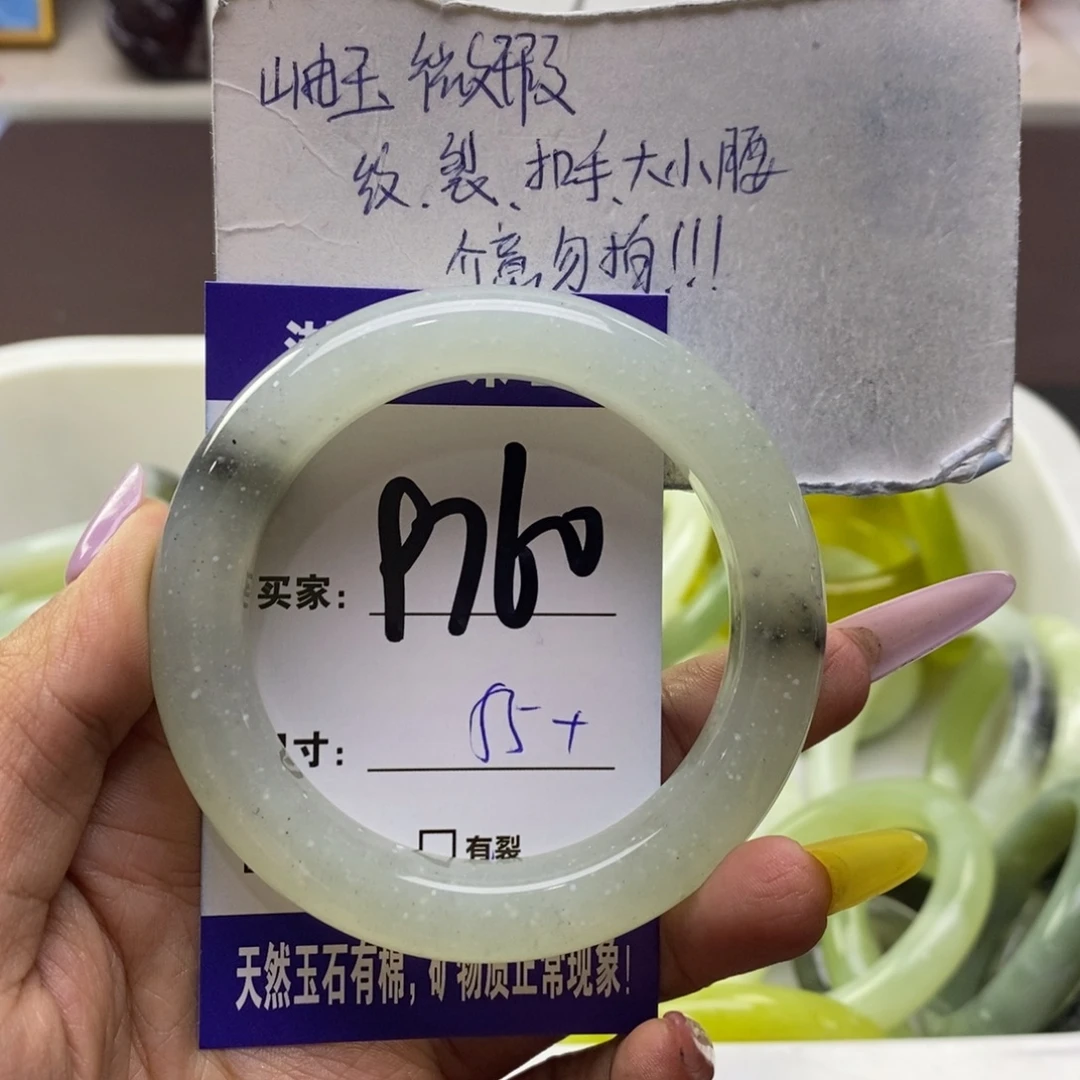 岫玉 微瑕
纹.裂、扣手、大小腰
介意勿拍!!!
买家:
寸: 55+
有裂
天然玉石有棉,矿物质正常现象!